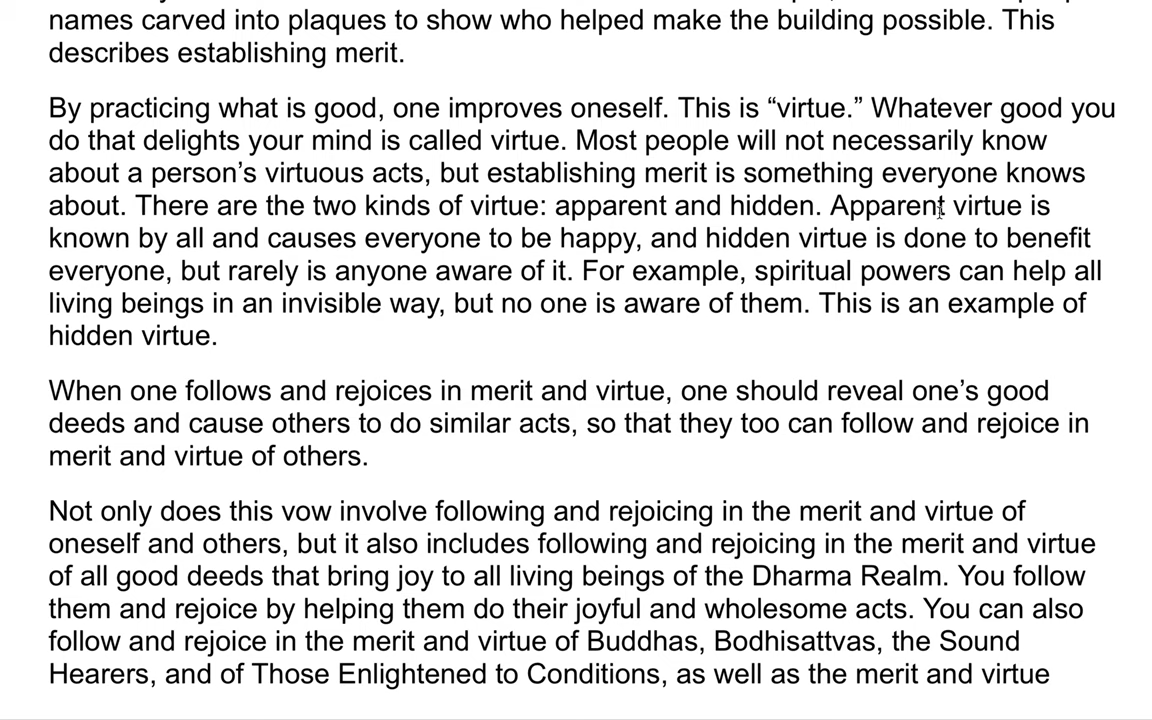 names carved into plaques to show who helped make the building possible. This
describes establishing merit.
By practicing what is good, one improves oneself. This is “virtue.” Whatever good you
do that delights your mind is called virtue. Most people will not necessarily know
about a person’s virtuous acts, but establishing merit is something everyone knows
about. There are the two kinds of virtue: apparent and hidden. Apparent virtue is
known by all and causes everyone to be happy, and hidden virtue is done to benefit
everyone, but rarely is anyone aware of it. For example, spiritual powers can help all
living beings in an invisible way, but no one is aware of them. This is an example of
hidden virtue.
When one follows and rejoices in merit and virtue, one should reveal one’s good
deeds and cause others to do similar acts, so that they too can follow and rejoice in
merit and virtue of others.
Not only does this vow involve following and rejoicing in the merit and virtue of
oneself and others, but it also includes following and rejoicing in the merit and virtue
of all good deeds that bring joy to all living beings of the Dharma Realm. You follow
them and rejoice by helping them do their joyful and wholesome acts. You can also
follow and rejoice in the merit and virtue of Buddhas, Bodhisattvas, the Sound
Hearers, and of Those Enlightened to Conditions, as well as the merit and virtue